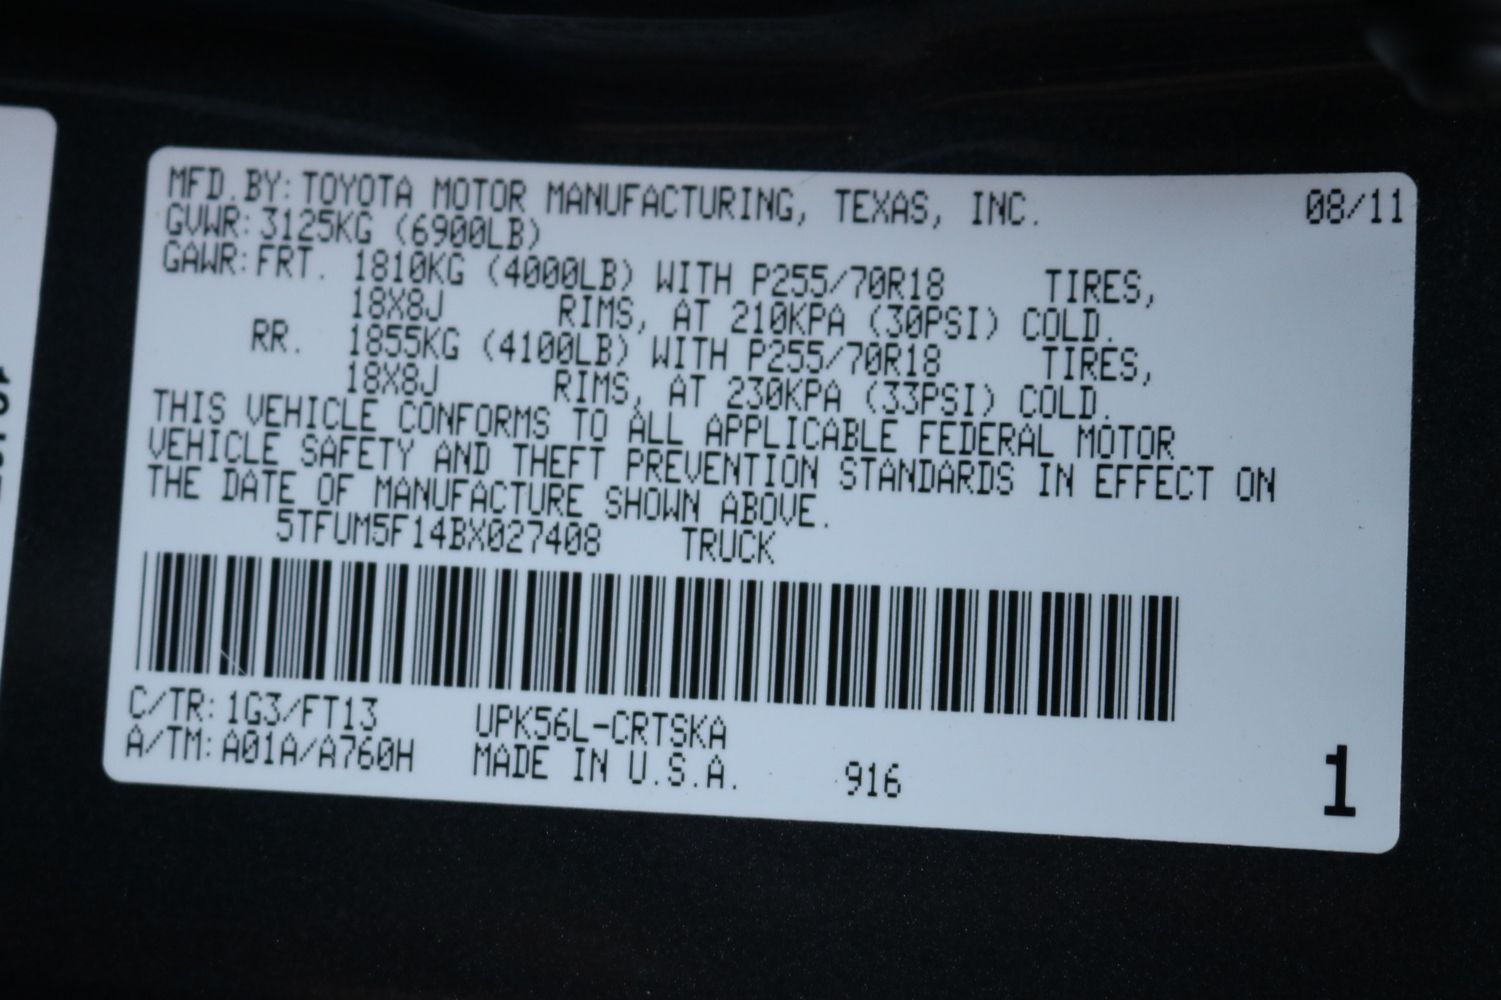 MFD.BY: TOYOTA MOTOR MANUFACTURING, TEXAS, INC. 08/11
GVWR: 3125KG (6900LB)
GAWR: FRT. 1810KG (4000LB) WITH P255/70R18 TIRES,
18X8J RIMS, AT 210KPA (30PSI) COLD.
RR. 1855KG (4100LB) WITH P255/70R18 TIRES,
18X8J RIMS, AT 230KPA (33PSI) COLD.
THIS VEHICLE CONFORMS TO ALL APPLICABLE FEDERAL MOTOR
VEHICLE SAFETY AND THEFT PREVENTION STANDARDS IN EFFECT ON
THE DATE OF MANUFACTURE SHOWN ABOVE.
5TFUM5F14BX027408 TRUCK
C/TR: 1G3/FT13 UPK56L-CRTSKA
A/TM: A01A/A760H MADE IN U.S.A. 916 1